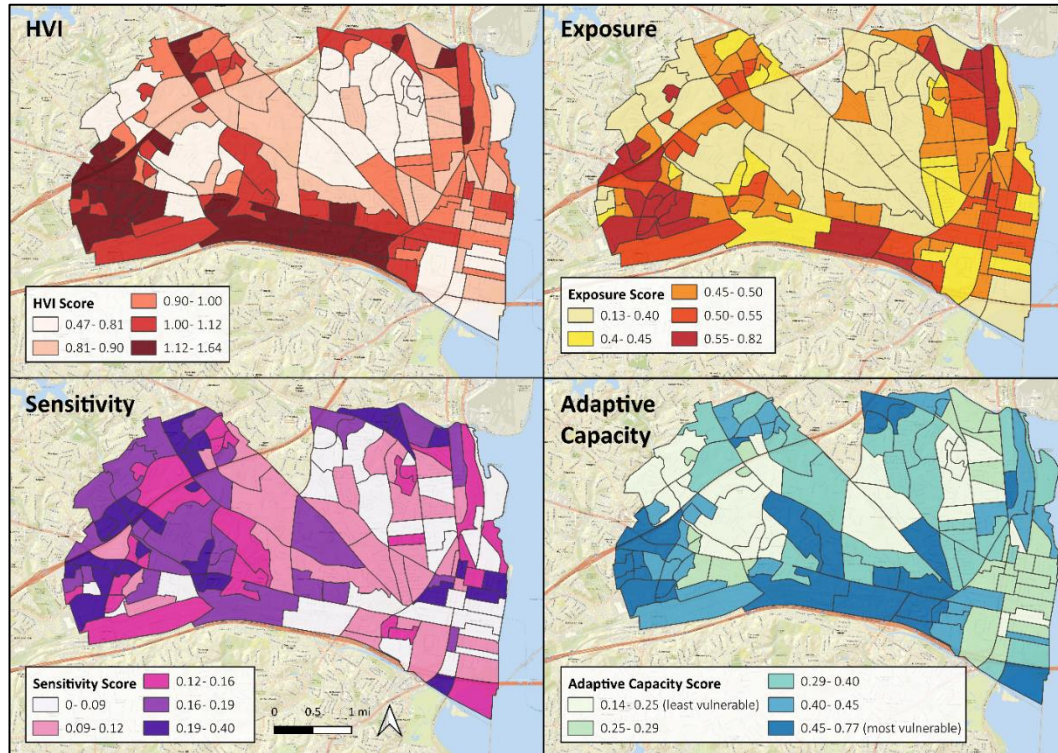 HVI
HVI Score
0.47- 0.81
0.81- 0.90
0.90- 1.00
1.00- 1.12
1.12- 1.64
Exposure
Exposure Score
0.13- 0.40
0.4- 0.45
0.45- 0.50
0.50- 0.55
0.55- 0.82
Sensitivity
Sensitivity Score
0- 0.09
0.09- 0.12
0.12- 0.16
0.16- 0.19
0.19- 0.40
0 0.5 1 mi
Adaptive
Capacity
Adaptive Capacity Score
0.14- 0.25 (least vulnerable)
0.25- 0.29
0.29- 0.40
0.40- 0.45
0.45- 0.77 (most vulnerable)